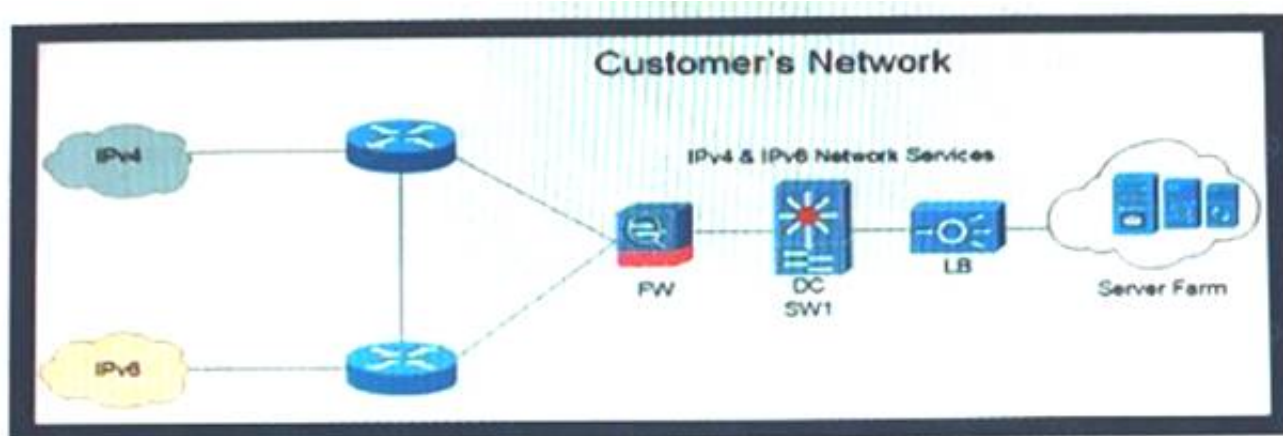 Customer's Network
IPv4
IPv4 & IPv6 Network Services
FW
DC
SW1
LB
Server Farm
IPv6